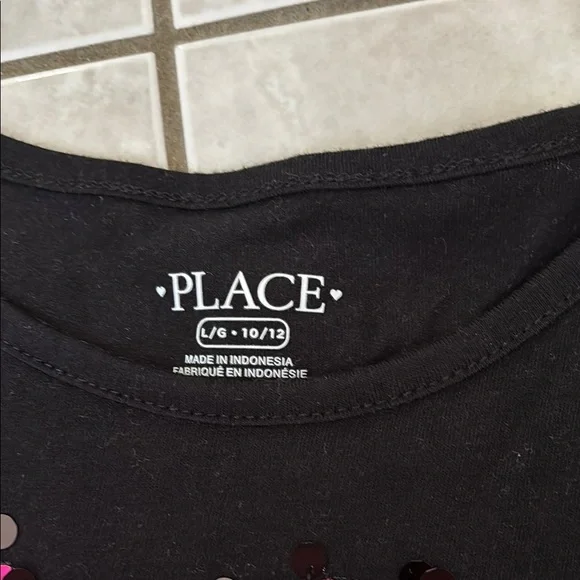 ♥PLACE♥
L/G • 10/12
MADE IN INDONESIA
FABRIQUÉ EN INDONÉSIE